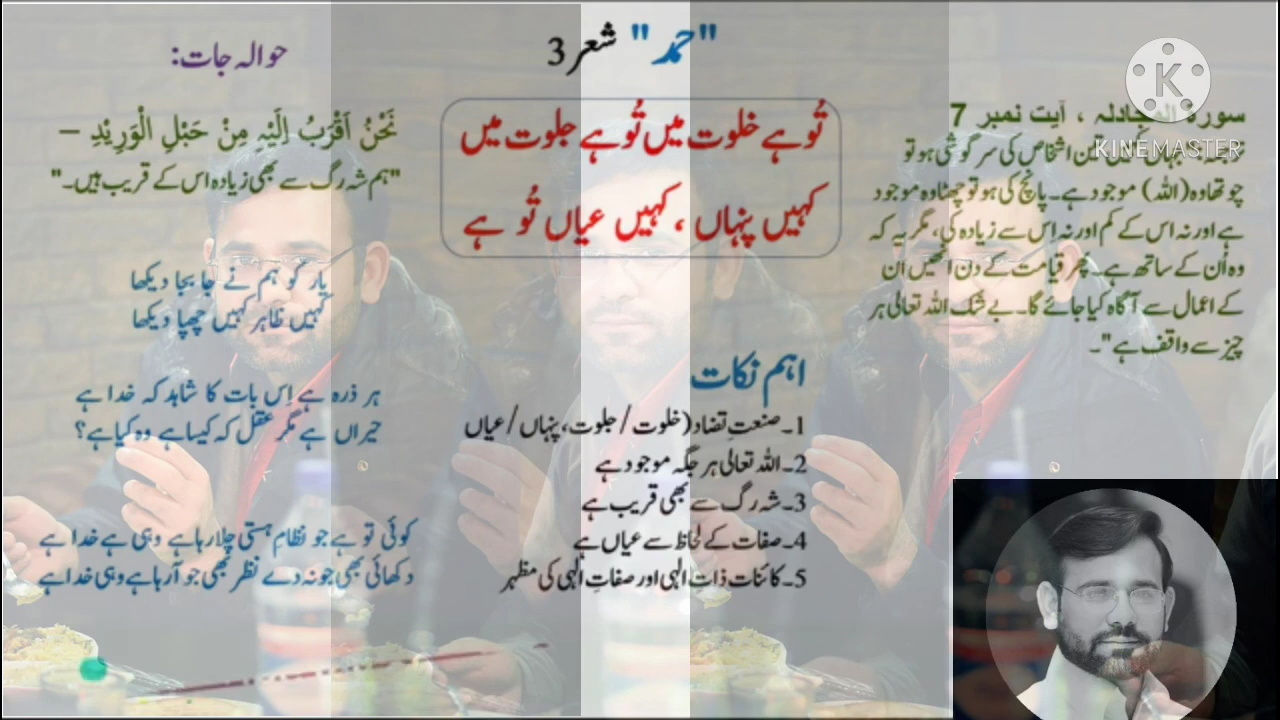 "حمد" شعر 3
تُو ہے خلوت میں تُو ہے جلوت میں
کہیں پنہاں ، کہیں عیاں تُو ہے
اہم نکات
1۔ صنعتِ تضاد (خلوت / جلوت، پنہاں / عیاں
2۔ اللہ تعالی ہر جگہ موجود ہے
3۔ شہ رگ سے بھی قریب ہے
4۔ صفات کے لحاظ سے عیاں ہے
5۔ کائنات ذاتِ الٰہی اور صفاتِ الٰہی کی مظہر
سورہ المجادلہ ، آیت نمبر 7
اشخاص کی سرگوشی ہو تو
چوتھا وہ (اللہ) موجود ہے۔ پانچ کی ہو تو چھٹا وہ موجود
ہے اور نہ اس کے کم اور نہ اِس سے زیادہ کی، مگر یہ کہ
وہ اُن کے ساتھ ہے۔ پھر قیامت کے دن انھیں اُن
کے اعمال سے آگاہ کیا جائے گا۔ بے شک اللہ تعالی ہر
چیز سے واقف ہے"۔
KINEMASTER
حوالہ جات:
نَحْنُ اَقْرَبُ اِلَیْہِ مِنْ حَبْلِ الْوَرِیْدِ –
"ہم شہ رگ سے بھی زیادہ اس کے قریب ہیں۔"
یار کو ہم نے جا بجا دیکھا
کہیں ظاہر کہیں چھپا دیکھا
ہر ذرہ ہے اِس بات کا شاہد کہ خدا ہے
حیراں ہے مگر عقل کہ کیسا ہے وہ کیا ہے؟
کوئی تو ہے جو نظامِ ہستی چلا رہا ہے وہی ہے خدا ہے
دکھائی بھی جو نہ دے نظر بھی جو آ رہا ہے وہی خدا ہے